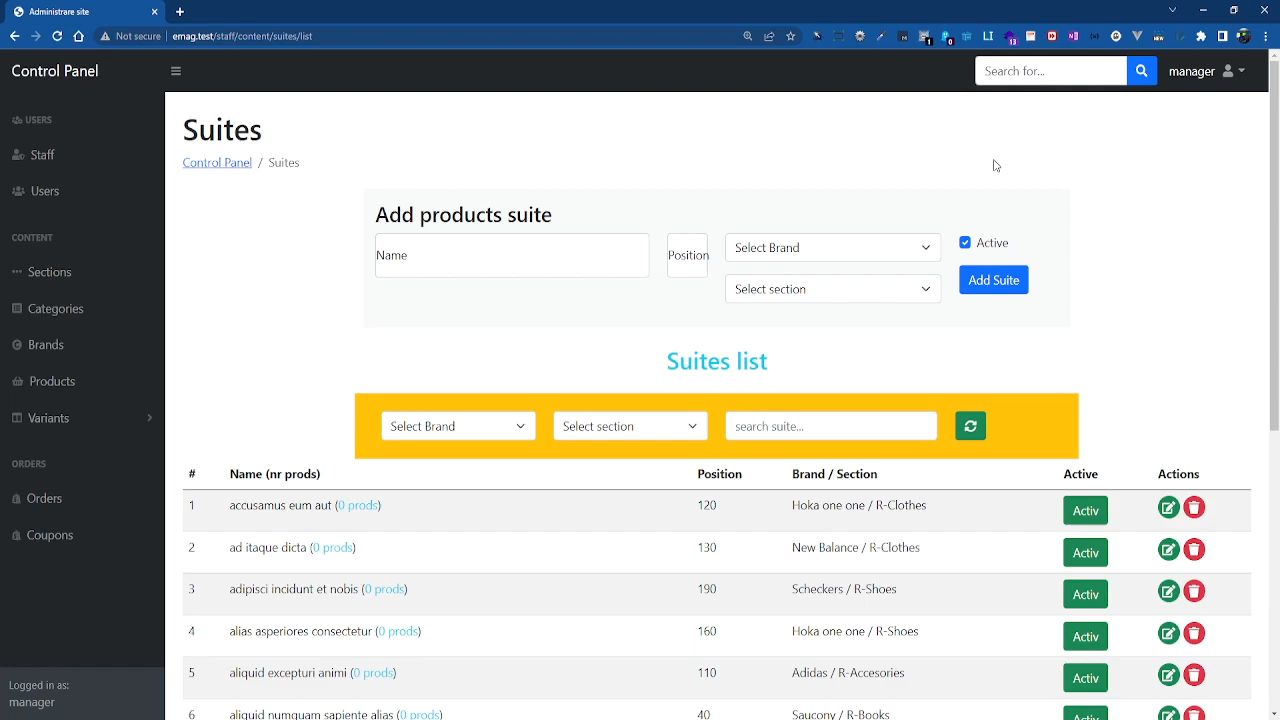 Administre site
Not secure emag.test/staff/content/suites/list
Control Panel
Search for...
manager
USERS
Staff
Users
CONTENT
Sections
Categories
Brands
Products
Variants
ORDERS
Orders
Coupons
Logged in as:
manager
Suites
Control Panel / Suites
Add products suite
Name
Position
Select Brand
Active
Select section
Add Suite
Suites list
Select Brand
Select section
search suite...
# Name (nr prods) Position Brand / Section Active Actions
1 accusamus eum aut (0 prods) 120 Hoka one one / R-Clothes Activ
2 ad itaque dicta (0 prods) 130 New Balance / R-Clothes Activ
3 adipisci incidunt et nobis (0 prods) 190 Scheckers / R-Shoes Activ
4 alias asperiores consectetur (0 prods) 160 Hoka one one / R-Shoes Activ
5 aliquid excepturi animi (0 prods) 110 Adidas / R-Accesories Activ
6 aliquid numquam sapiente alias (0 prods) 40 Saucony / R-Books Activ